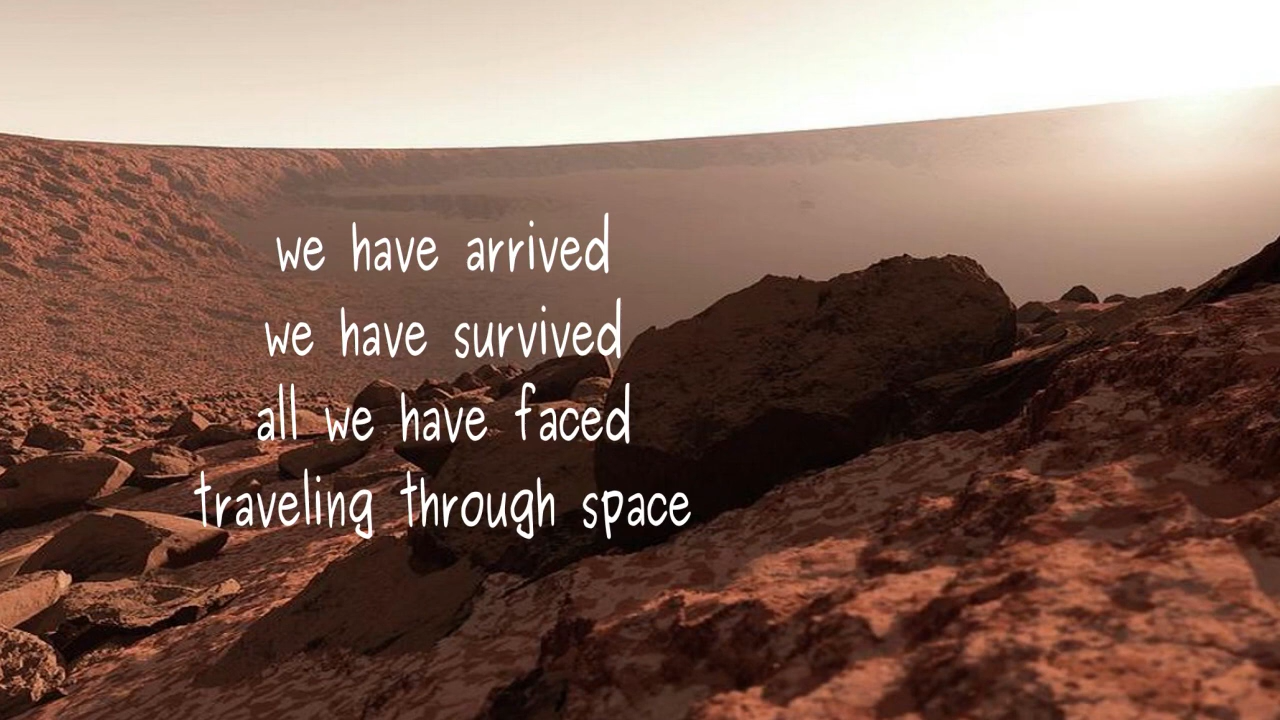 we have arrived
we have survived
all we have faced
traveling through space